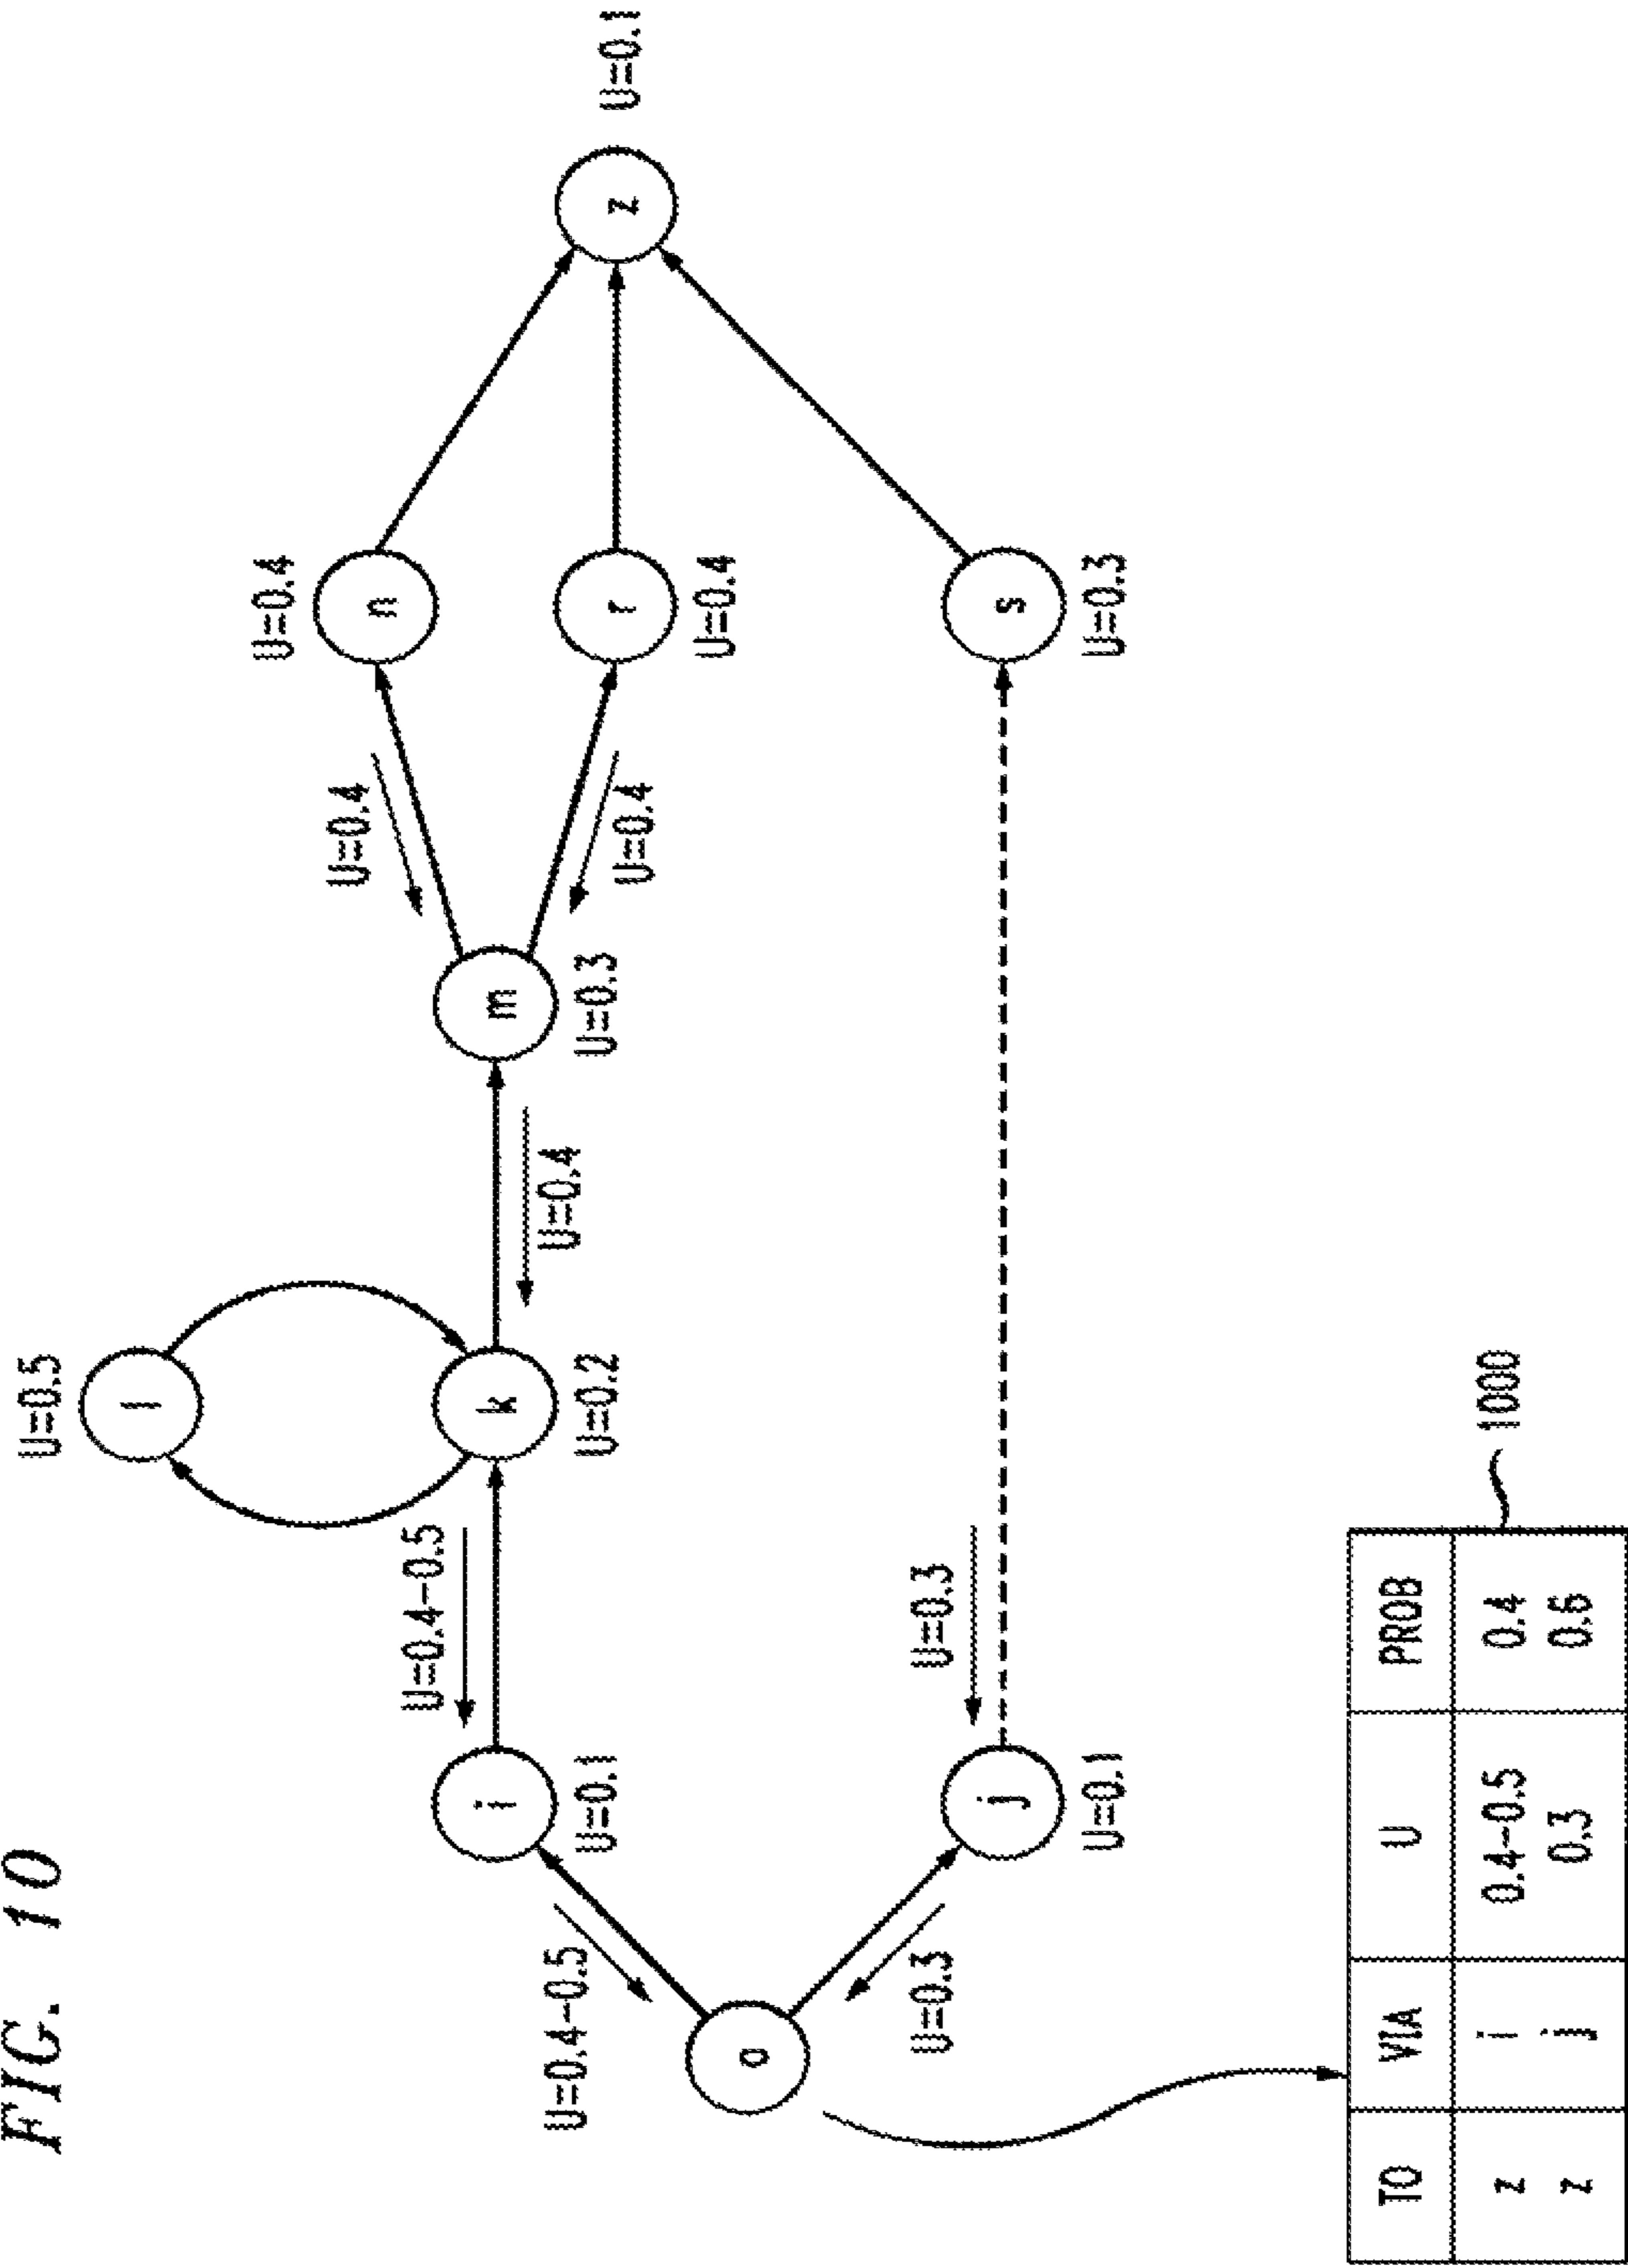 FIG. 10
U=0.5
l
U=0.4
n
U=0.4
U=0.4-0.5
i
U=0.1
k
U=0.2
U=0.4
m
U=0.3
U=0.4
r
U=0.4
z
U=0.1
U=0.4-0.5
o
U=0.3
U=0.3
j
U=0.1
s
U=0.3
TO VIA U PROB
z i 0.4-0.5 0.4
z j 0.3 0.6
1000